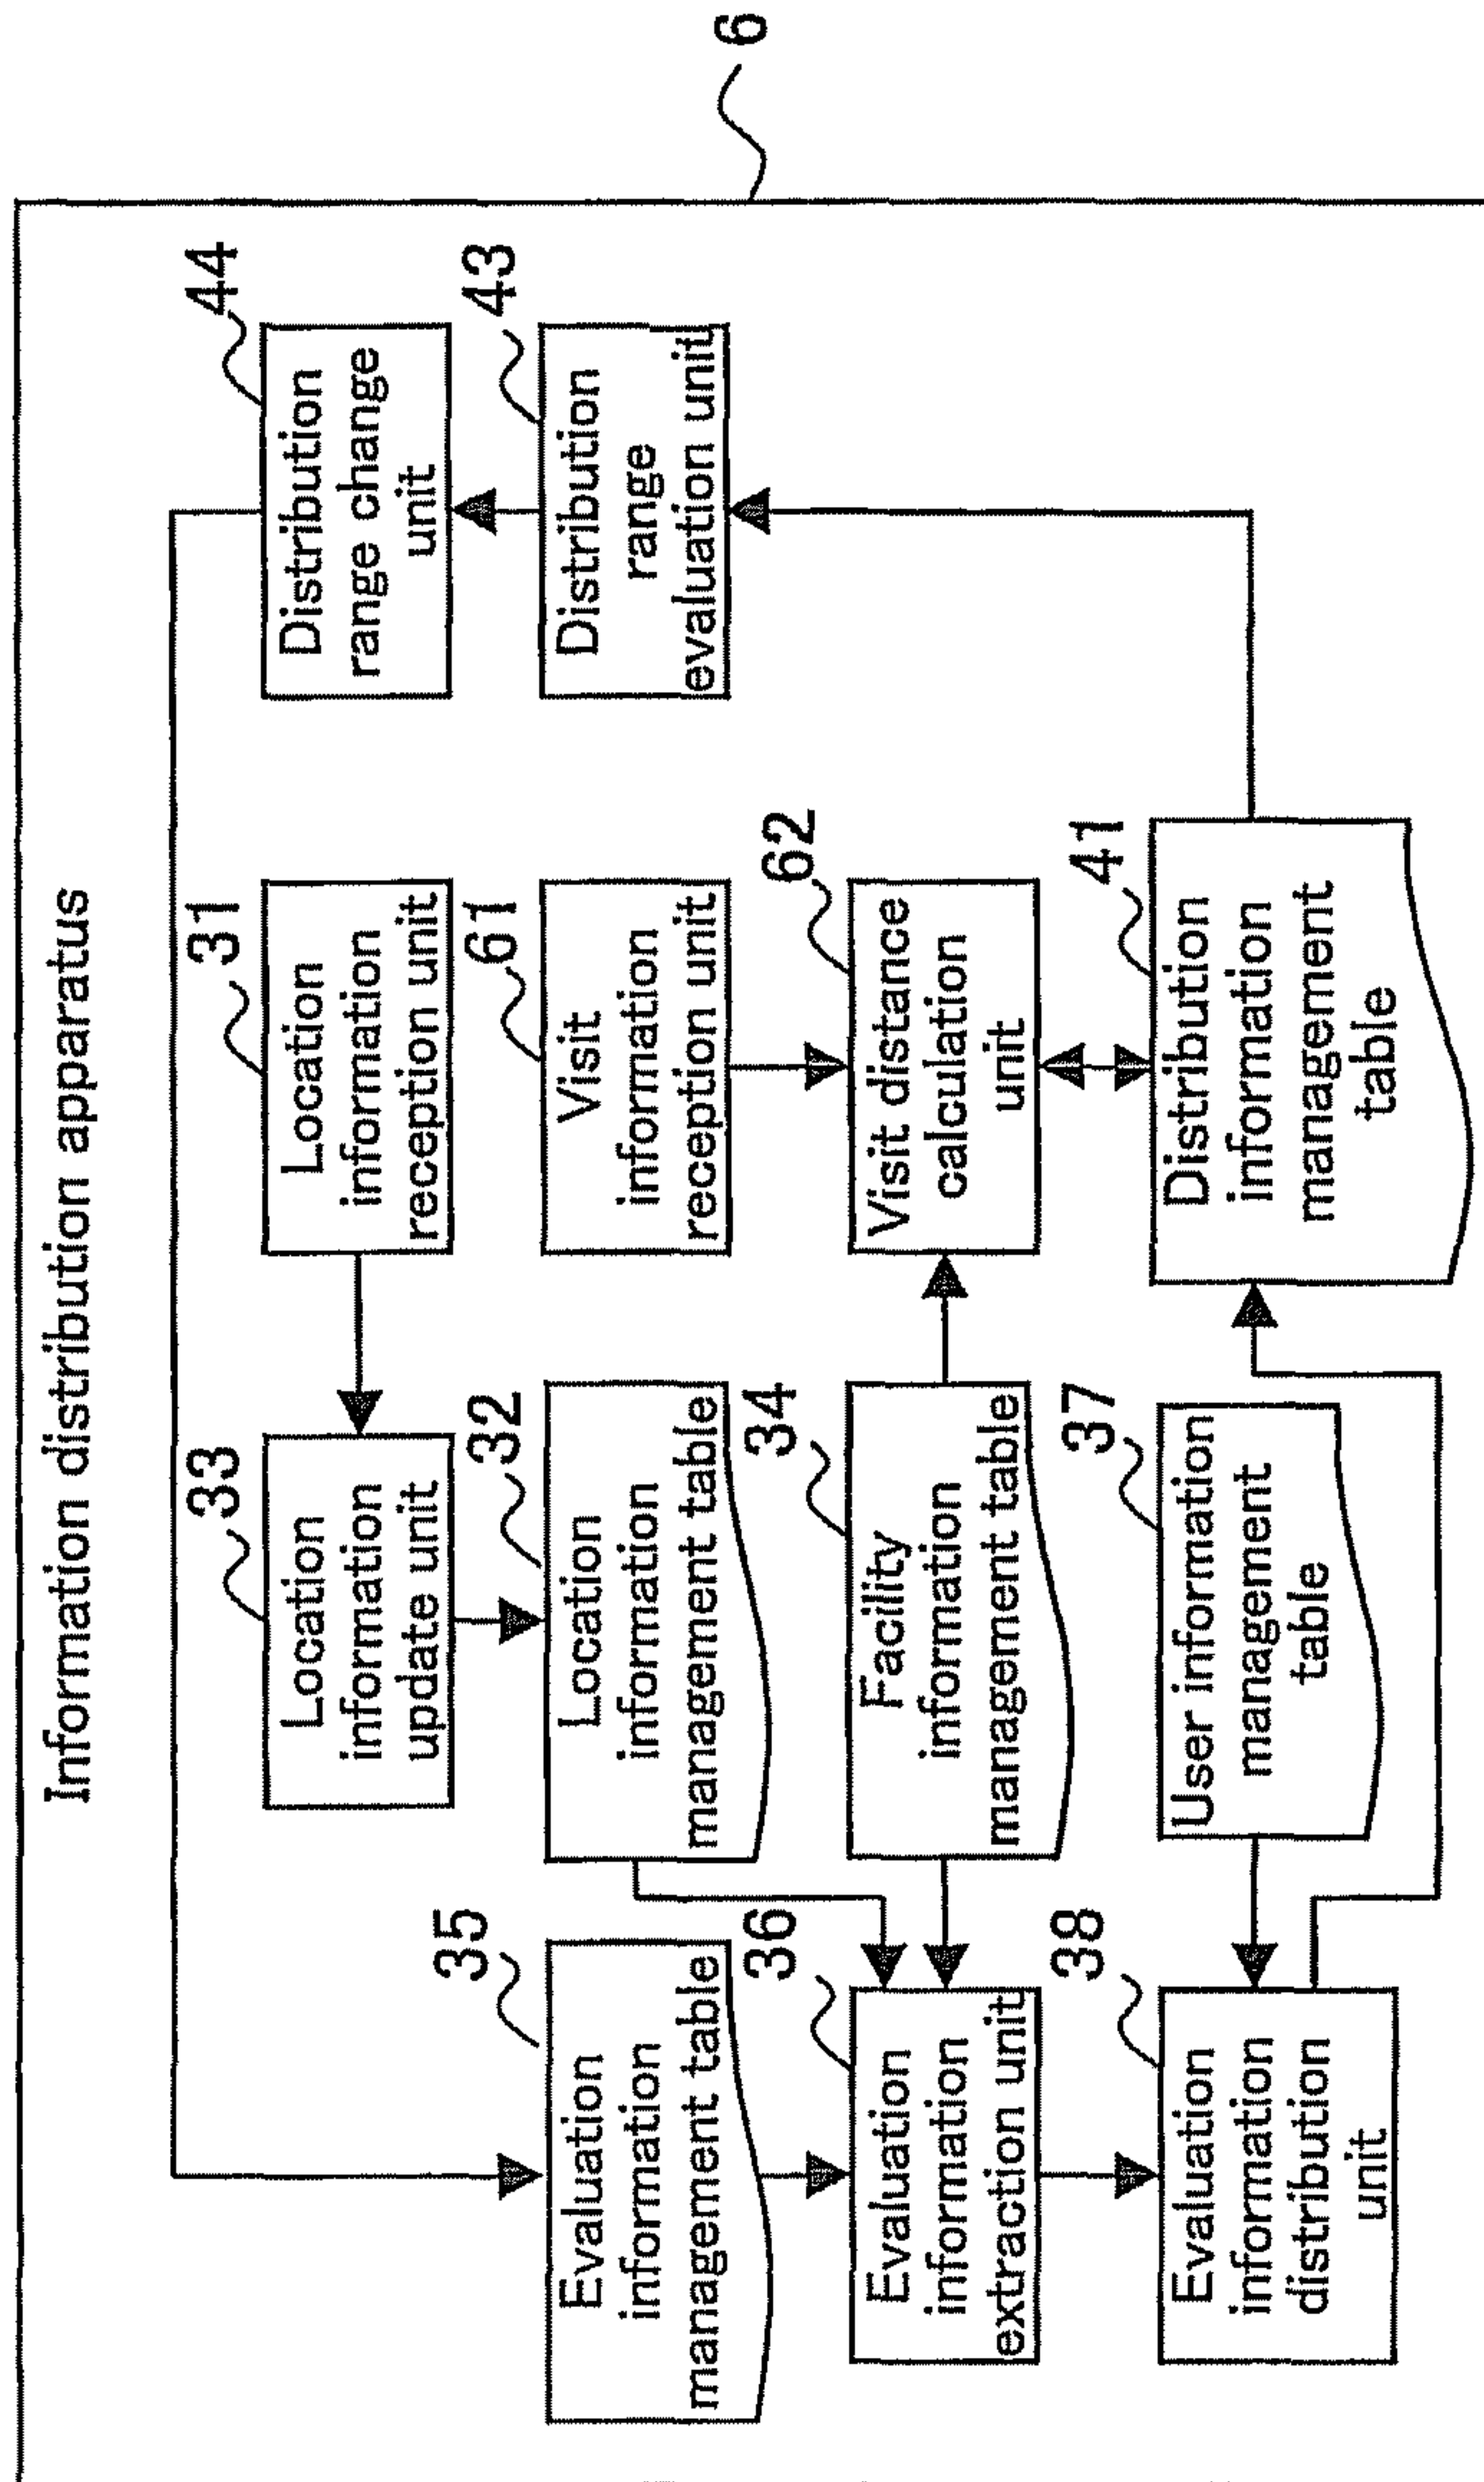 Information distribution apparatus
6
35
Evaluation
information
management table
36
Evaluation
information
extraction unit
38
Evaluation
information
distribution
unit
33
Location
information
update unit
32
Location
information
management table
34
Facility
information
management table
37
User information
management
table
31
Location
information
reception unit
61
Visit
information
reception unit
62
Visit distance
calculation
unit
41
Distribution
information
management
table
44
Distribution
range change
unit
43
Distribution
range
evaluation unit